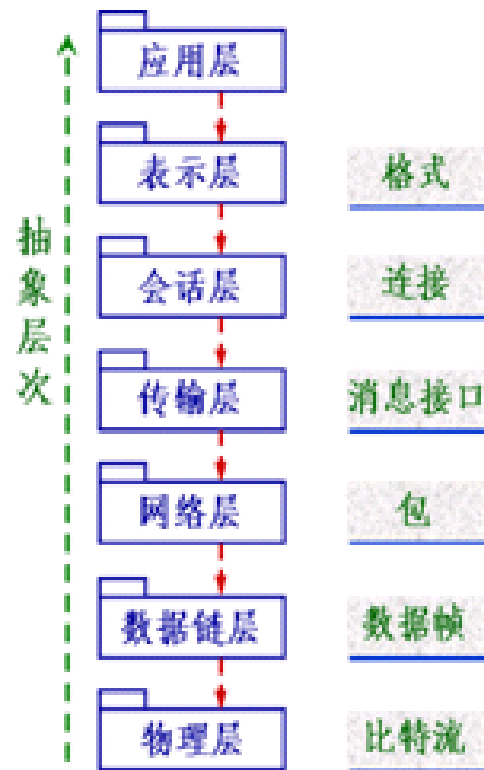 应用层
表示层
格式
会话层
连接
抽象层次
传输层
消息接口
网络层
包
数据链层
数据帧
物理层
比特流